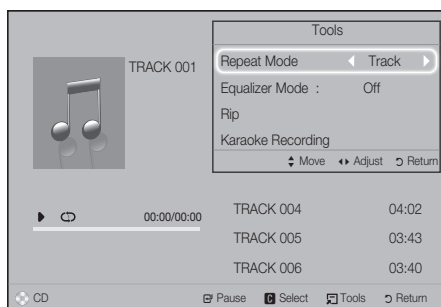 Tools
TRACK 001
Repeat Mode Track
Equalizer Mode : Off
Rip
Karaoke Recording
Move Adjust Return
00:00/00:00
TRACK 004 04:02
TRACK 005 03:43
TRACK 006 03:40
CD Pause C Select Tools Return